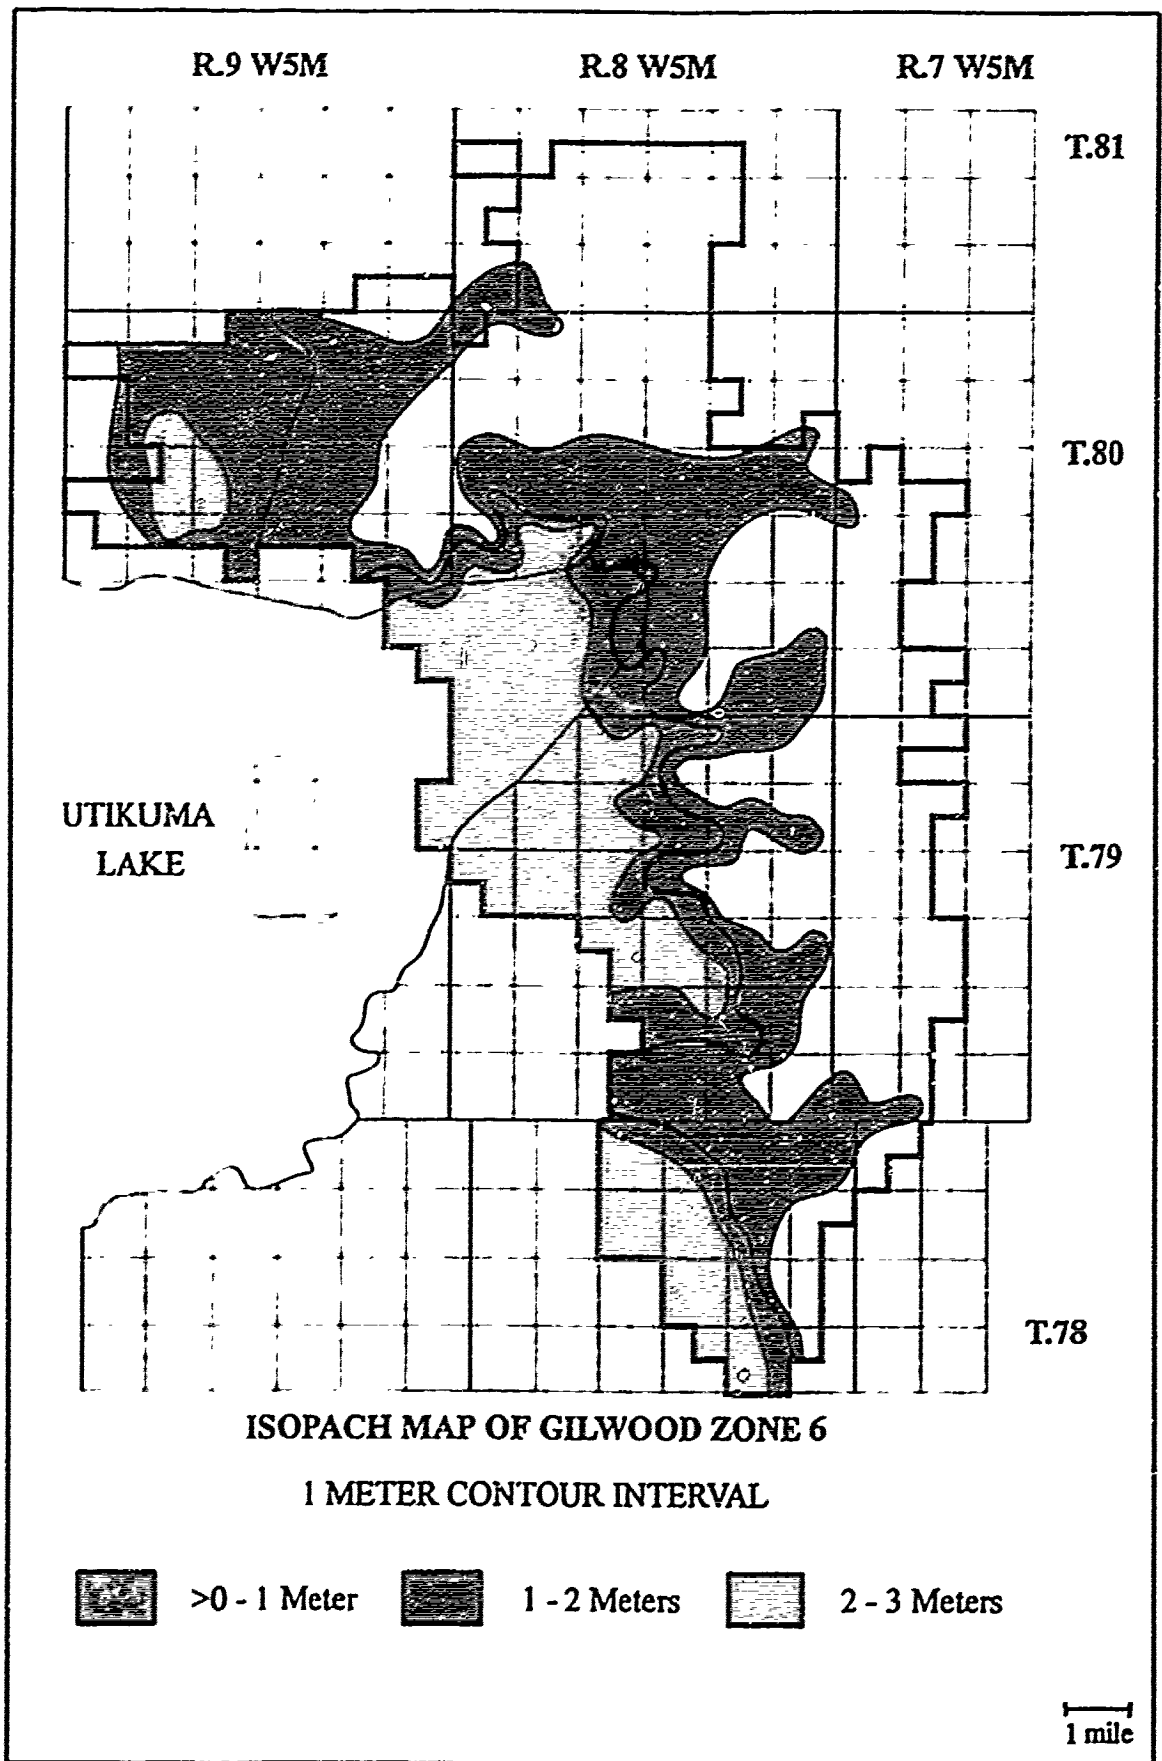 R.9 W5M R.8 W5M R.7 W5M
T.81
T.80
UTIKUMA
LAKE
T.79
T.78
ISOPACH MAP OF GILWOOD ZONE 6
1 METER CONTOUR INTERVAL
>0 - 1 Meter 1 - 2 Meters 2 - 3 Meters
1 mile